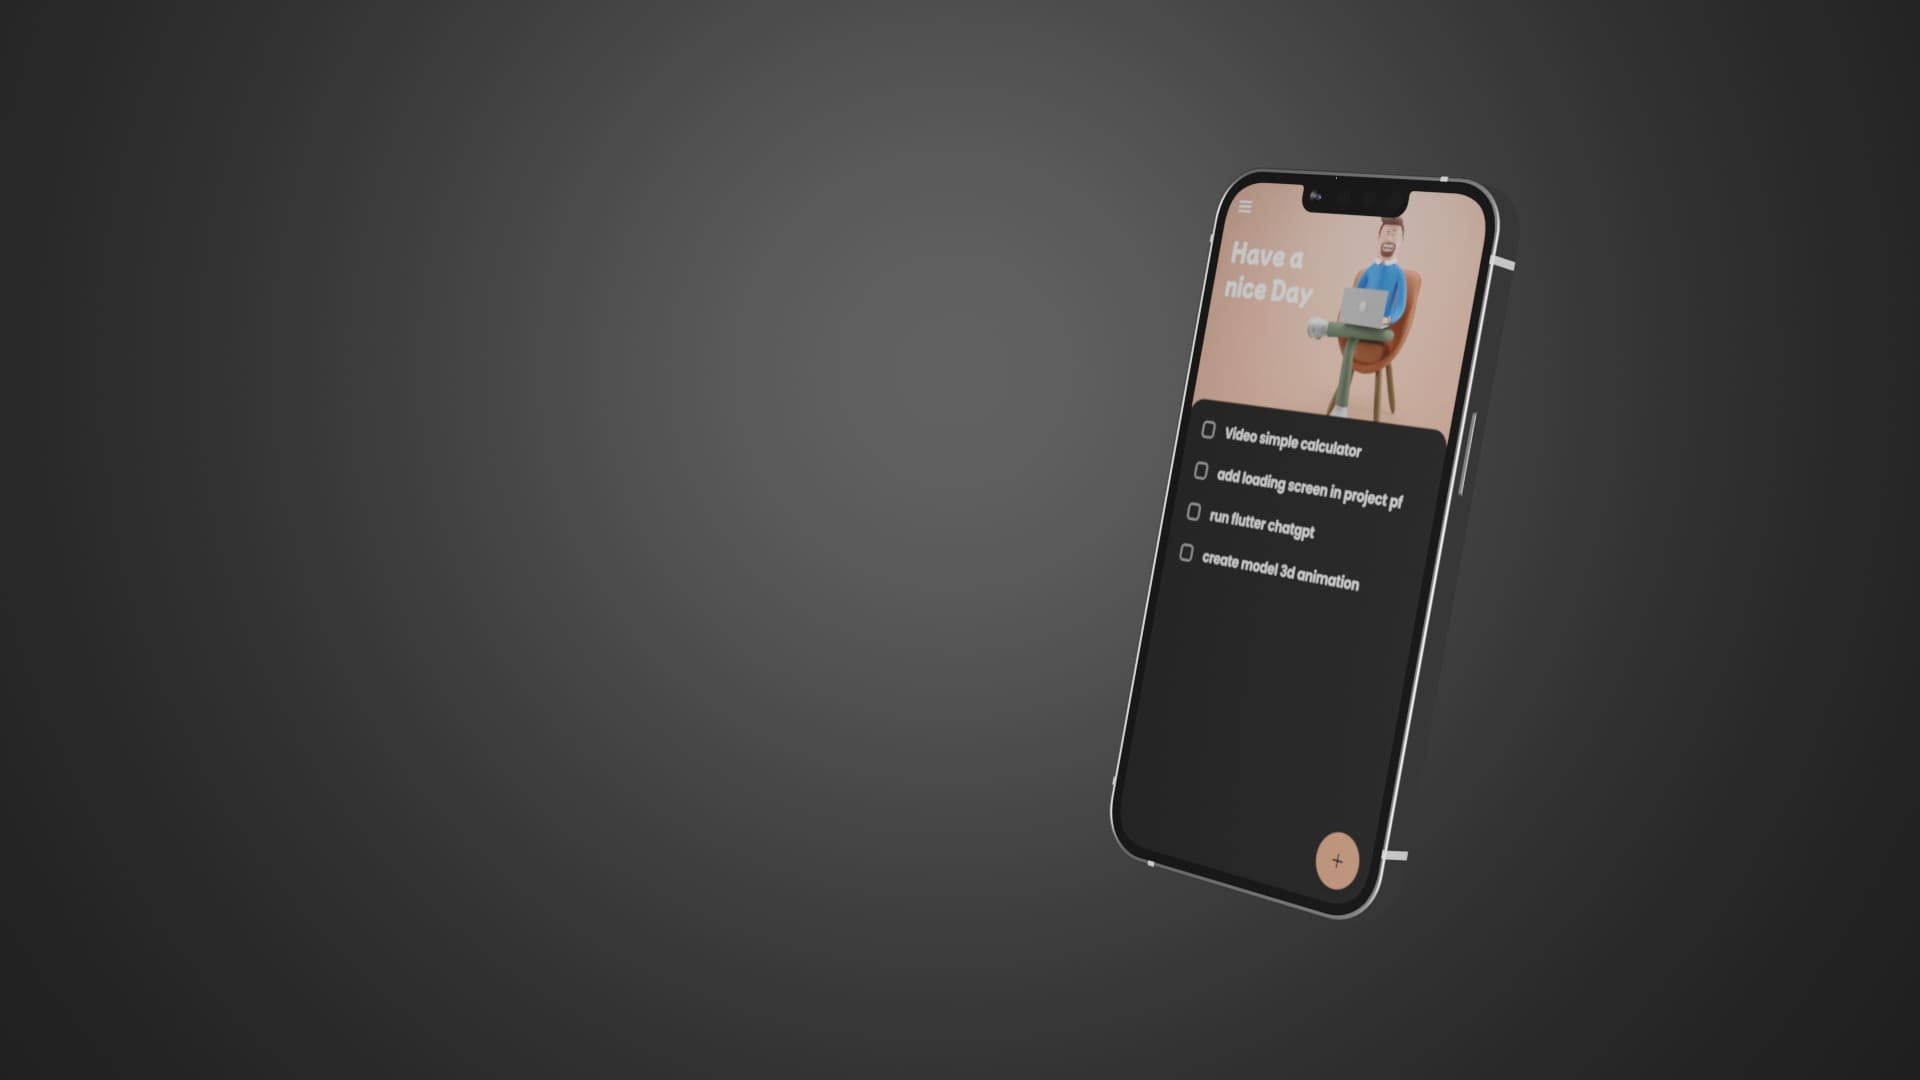 Have a
nice Day
Video simple calculator
add loading screen in project pf
run flutter chatgpt
create model 3d animation